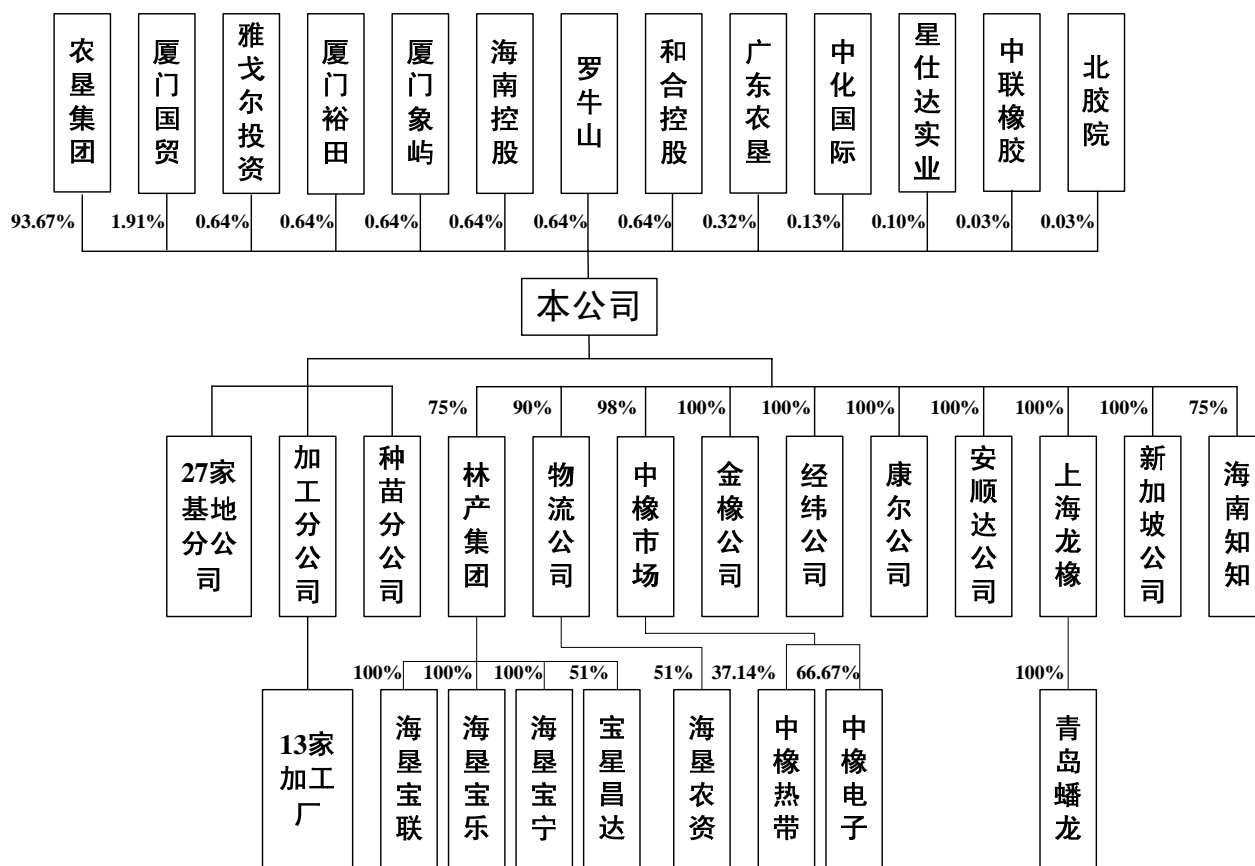 农垦集团
厦门国贸
雅戈尔投资
厦门裕田
厦门象屿
海南控股
罗牛山
和合控股
广东农垦
中化国际
星仕达实业
中联橡胶
北胶院
93.67%
1.91%
0.64%
0.64%
0.64%
0.64%
0.64%
0.64%
0.32%
0.13%
0.10%
0.03%
0.03%
本公司
75%
90%
98%
100%
100%
100%
100%
100%
100%
75%
27家
基地
分公
司
加工分公司
种苗分公司
林产集团
物流公司
中橡市场
金橡公司
经纬公司
康尔公司
安顺达公司
上海龙橡
新加坡公司
海南知知
100%
100%
100%
51%
51%
37.14%
66.67%
100%
13家
加工
厂
海垦宝联
海垦宝乐
海垦宝宁
宝星昌达
海垦农资
中橡热带
中橡电子
青岛蟠龙